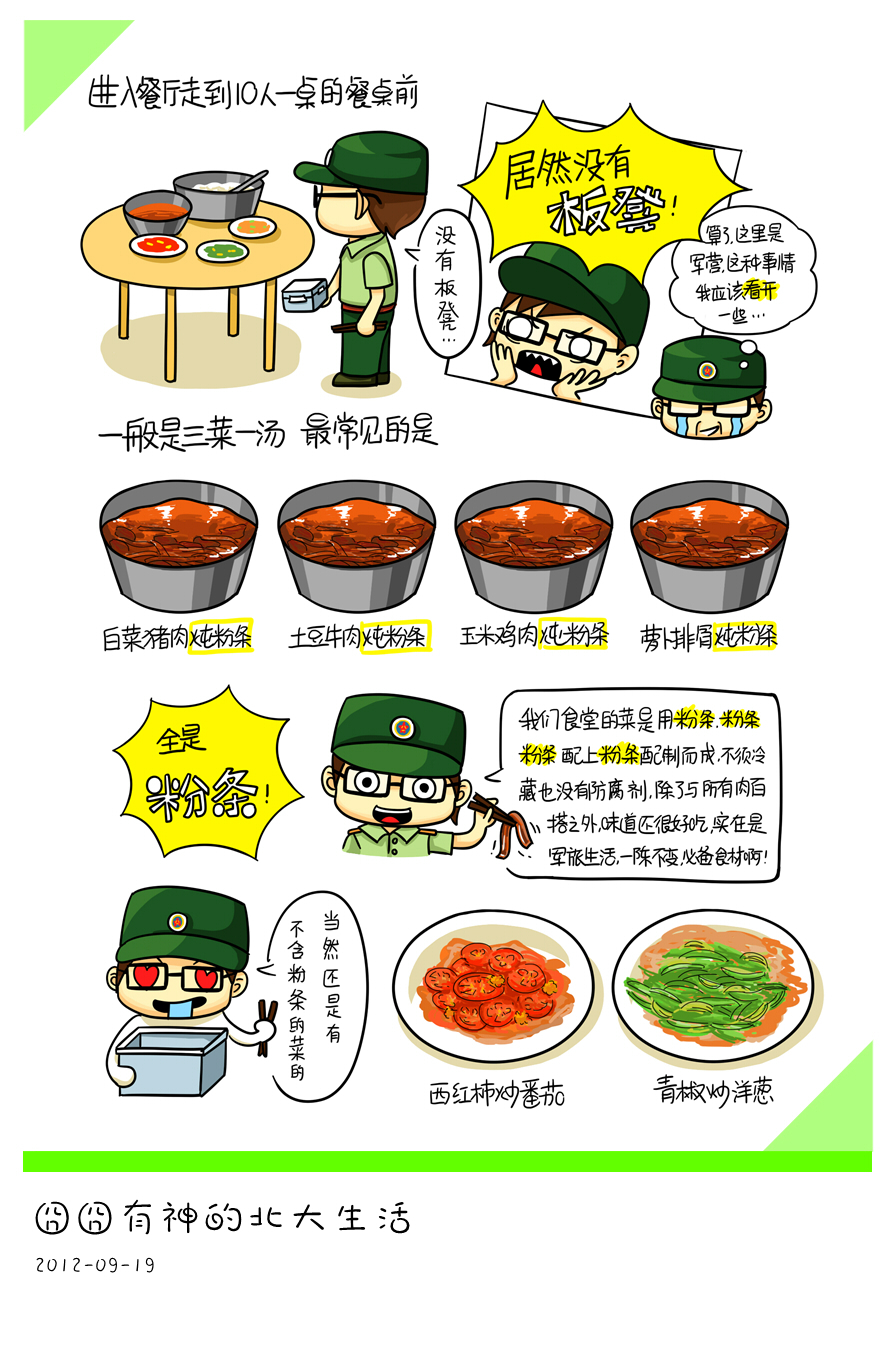 进入餐厅走到10人一桌的餐桌前
没有板凳…
居然没有
板凳!
算了,这里是
军营,这种事情
我应该看开
一些…
一般是三菜一汤 最常见的是
白菜猪肉炖粉条
土豆牛肉炖粉条
玉米鸡肉炖粉条
萝卜排骨炖粉条
全是
粉条!
我们食堂的菜是用粉条.粉条
粉条配上粉条配制而成,不须冷
藏也没有防腐剂,除了与所有肉百
搭之外,味道还很好吃,实在是
军旅生活,一陈不变,必备食材啊!
当然还是有
不含粉条的菜的
西红柿炒番茄
青椒炒洋葱
囧囧有神的北大生活
2012-09-19